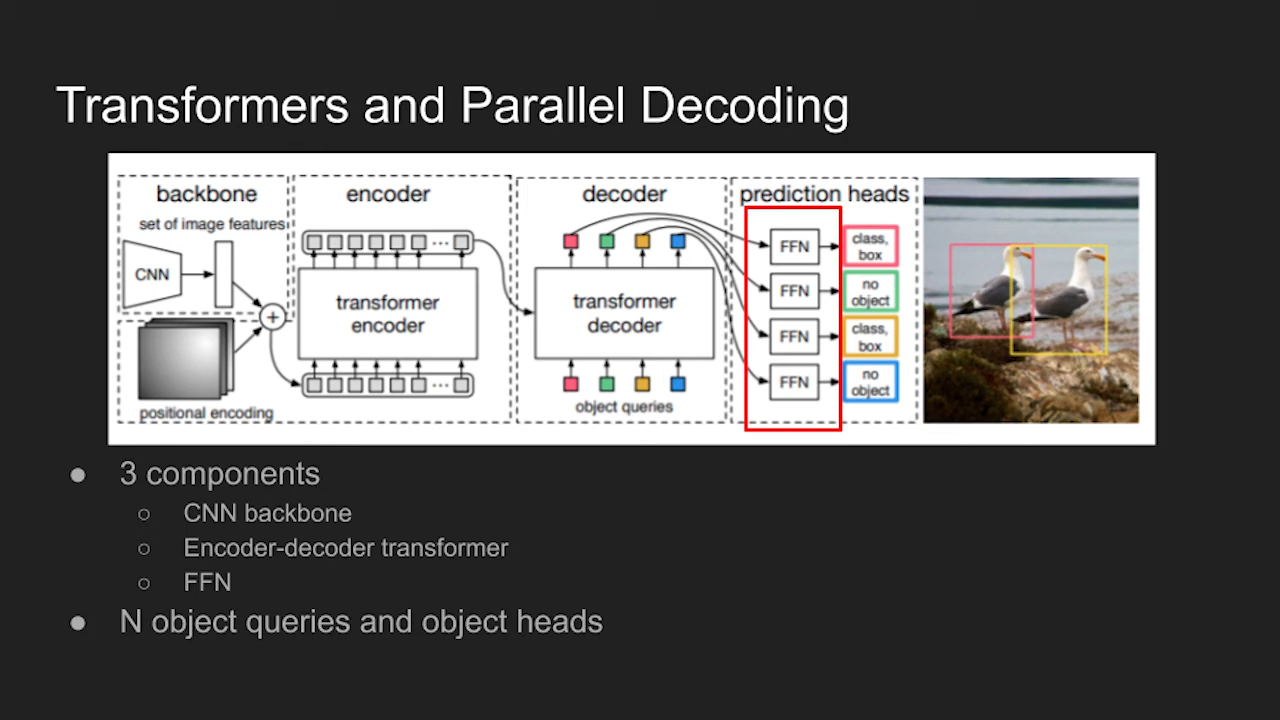 Transformers and Parallel Decoding
backbone
encoder
decoder
prediction heads
set of image features
CNN
+
positional encoding
...
transformer
encoder
...
transformer
decoder
object queries
FFN
class,
box
FFN
no
object
FFN
class,
box
FFN
no
object
● 3 components
○ CNN backbone
○ Encoder-decoder transformer
○ FFN
● N object queries and object heads